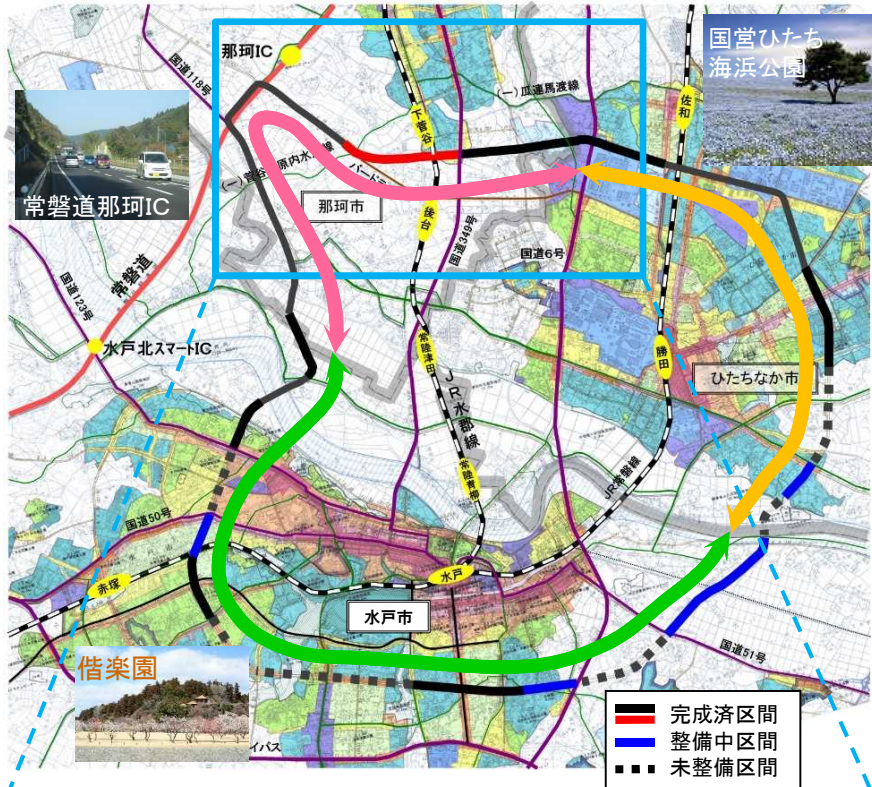 那珂IC
国道118号
国営ひたち
海浜公園
(一)瓜連馬渡線
下菅谷
佐和
常磐道那珂IC
那珂市
後台
国道349号
国道6号
常磐道
国道123号
水戸北スマートIC
常陸津田
勝田
ひたちなか市
JR水郡線
常陸青柳
JR常磐線
国道50号
赤塚
水戸
水戸市
国道51号
偕楽園
イパス
完成済区間
整備中区間
未整備区間